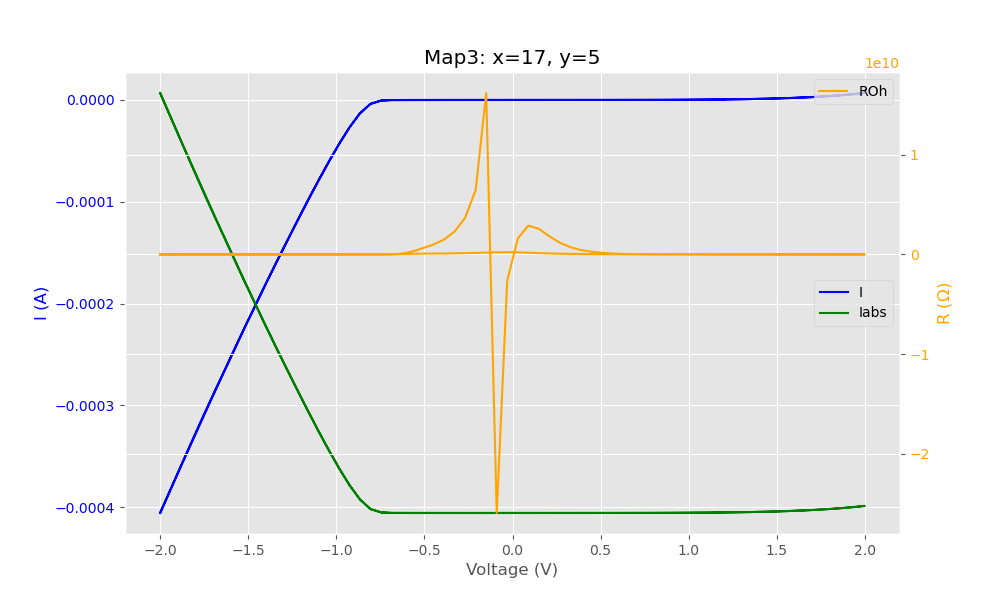 Map3: x=17, y=5
1e10
ROh
I
Iabs
I (A)
0.0000
−0.0001
−0.0002
−0.0003
−0.0004
R (Ω)
1
0
−1
−2
−2.0 −1.5 −1.0 −0.5 0.0 0.5 1.0 1.5 2.0
Voltage (V)